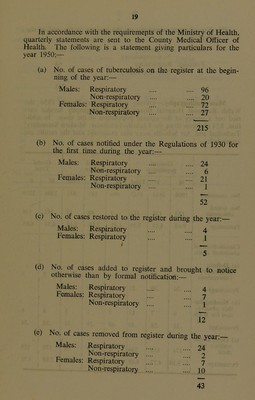 19
In accordance with the requirements of the Ministry of Health,
quarterly statements are sent to the County Medical Officer of
Health. The following is a statement giving particulars for the
year 1950:—
(a) No. of cases of tuberculosis on the register at the begin-
ning of the year:—
Males: Respiratory .... .... 96
Non-respiratory .... .... 20
Females: Respiratory .... .... 72
Non-respiratory .... .... 27
215
(b) No. of cases notified under the Regulations of 1930 for
the first time during the year:—
Males: Respiratory .... .... 24
Non-respiratory .... .... 6
Females: Respiratory .... .... 21
Non-respiratory .... .... 1
52
(c) No. of cases restored to the register during the year:—
Males: Respiratory .... .... 4
Females: Respiratory .... .... 1
5
(d) No. of cases added to register and brought to notice
otherwise than by formal notification:—
Males: Respiratory .... .... 4
Females: Respiratory .... .... 7
Non-respiratory .... .... 1
12
(e) No. of cases removed from register during the year:—
Males: Respiratory .... .... 24
Non-respiratory .... .... 2
Females: Respiratory .... .... 7
Non-respiratory .... .... 10
43